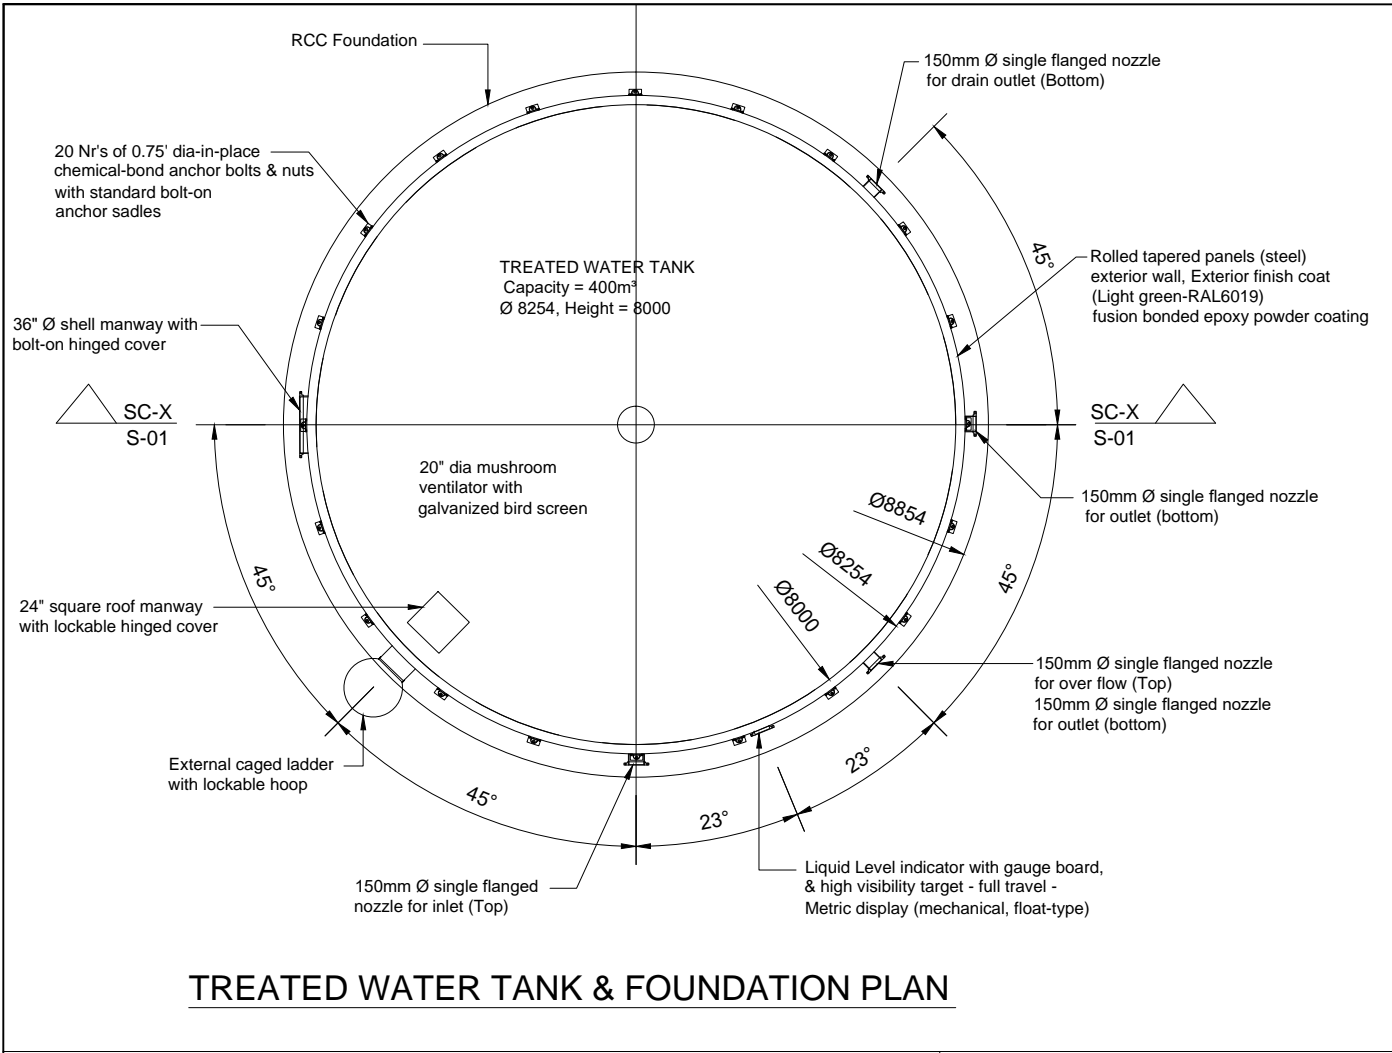 RCC Foundation
150mm Ø single flanged nozzle
for drain outlet (Bottom)
20 Nr's of 0.75' dia-in-place
chemical-bond anchor bolts & nuts
with standard bolt-on
anchor sadles
45°
TREATED WATER TANK
Capacity = 400m³
Ø 8254, Height = 8000
Rolled tapered panels (steel)
exterior wall, Exterior finish coat
(Light green-RAL6019)
fusion bonded epoxy powder coating
36" Ø shell manway with
bolt-on hinged cover
SC-X
S-01
SC-X
S-01
20" dia mushroom
ventilator with
galvanized bird screen
150mm Ø single flanged nozzle
for outlet (bottom)
Ø8854
Ø8254
Ø8000
45°
45°
24" square roof manway
with lockable hinged cover
150mm Ø single flanged nozzle
for over flow (Top)
150mm Ø single flanged nozzle
for outlet (bottom)
External caged ladder
with lockable hoop
23°
45°
23°
150mm Ø single flanged
nozzle for inlet (Top)
Liquid Level indicator with gauge board,
& high visibility target - full travel -
Metric display (mechanical, float-type)
TREATED WATER TANK & FOUNDATION PLAN